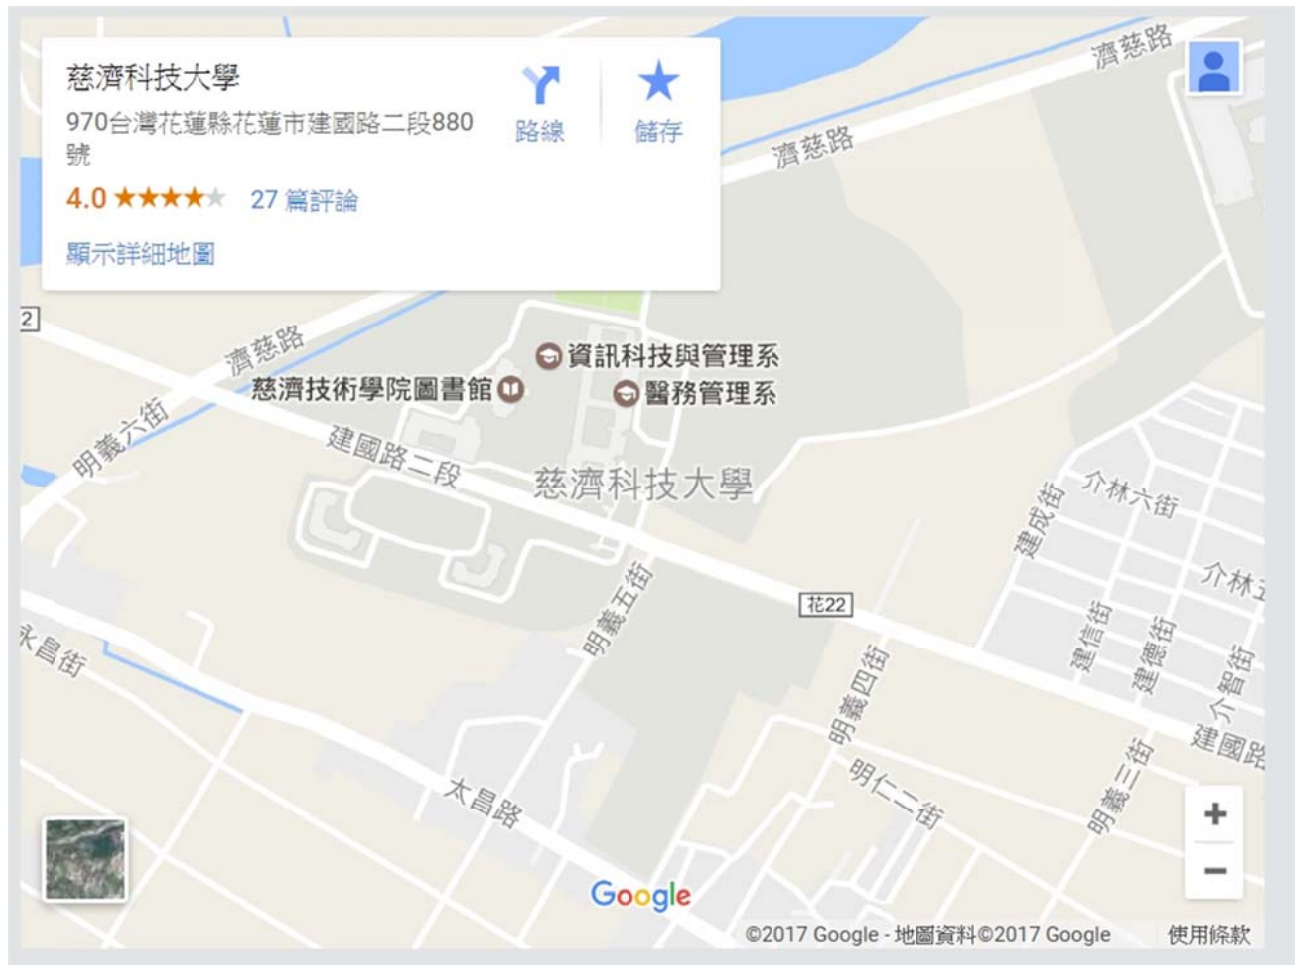 慈濟科技大學
970台灣花蓮縣花蓮市建國路二段880
號
4.0
27 篇評論
顯示詳細地圖
路線
儲存
濟慈路
濟慈路
2
濟慈路
資訊科技與管理系
慈濟技術學院圖書館
醫務管理系
明義六街
建國路二段
慈濟科技大學
介林六街
建成街
介林五
明義五街
花22
永昌街
建信街
建德街
介智街
明義四街
建國路
明義三街
明仁二街
太昌路
+
−
Google
©2017 Google - 地圖資料©2017 Google
使用條款